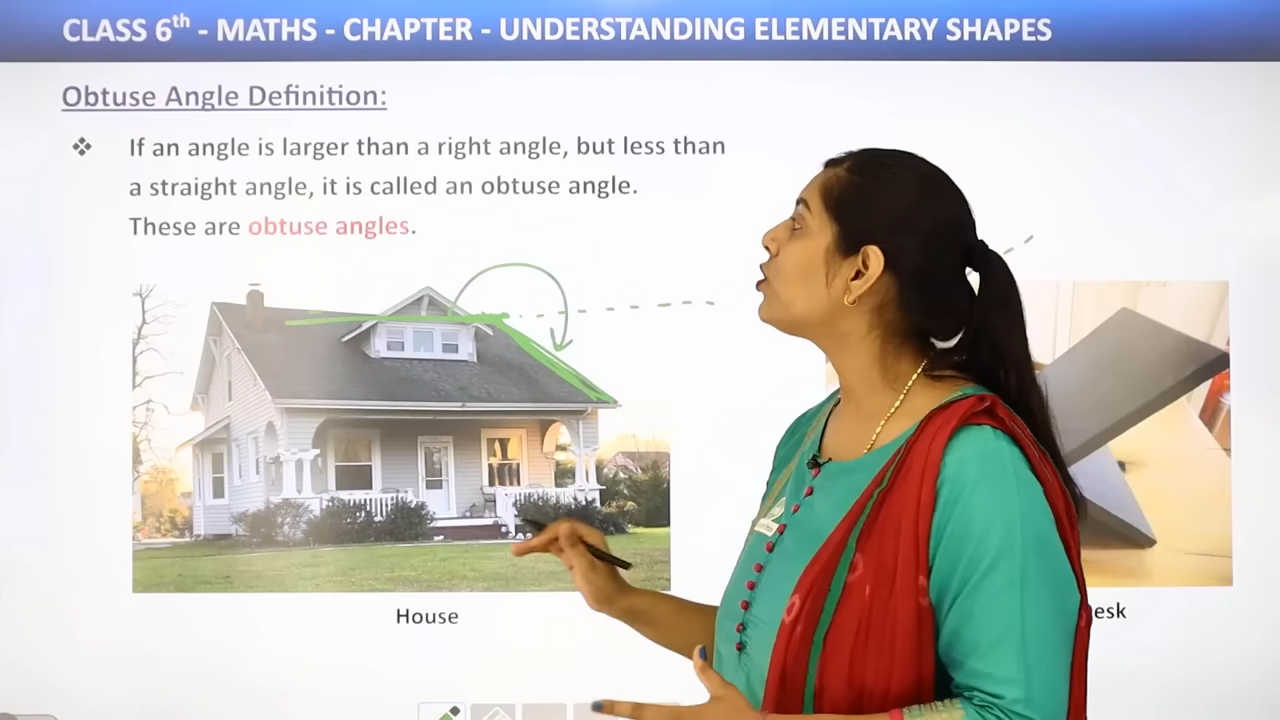 CLASS 6th - MATHS - CHAPTER - UNDERSTANDING ELEMENTARY SHAPES
Obtuse Angle Definition:
❖ If an angle is larger than a right angle, but less than
a straight angle, it is called an obtuse angle.
These are obtuse angles.
House
esk